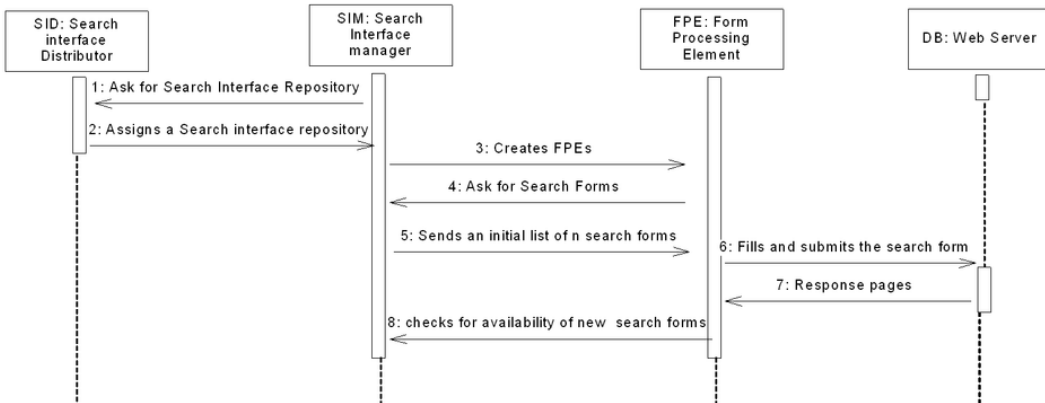 SID: Search
interface
Distributor
SIM: Search
Interface
manager
FPE: Form
Processing
Element
DB: Web Server
1: Ask for Search Interface Repository
2: Assigns a Search interface repository
3: Creates FPEs
4: Ask for Search Forms
5: Sends an initial list of n search forms
6: Fills and submits the search form
7: Response pages
8: checks for availability of new search forms